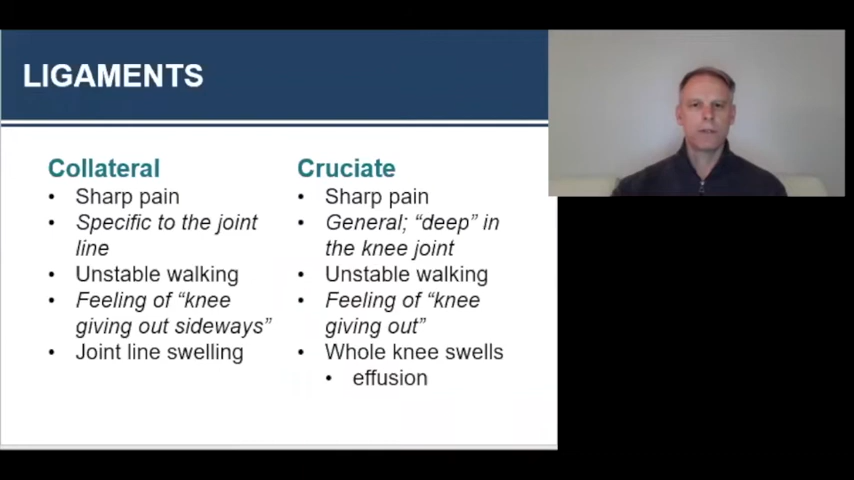 LIGAMENTS
Collateral
• Sharp pain
• Specific to the joint
line
• Unstable walking
• Feeling of “knee
giving out sideways”
• Joint line swelling
Cruciate
• Sharp pain
• General; “deep” in
the knee joint
• Unstable walking
• Feeling of “knee
giving out”
• Whole knee swells
• effusion